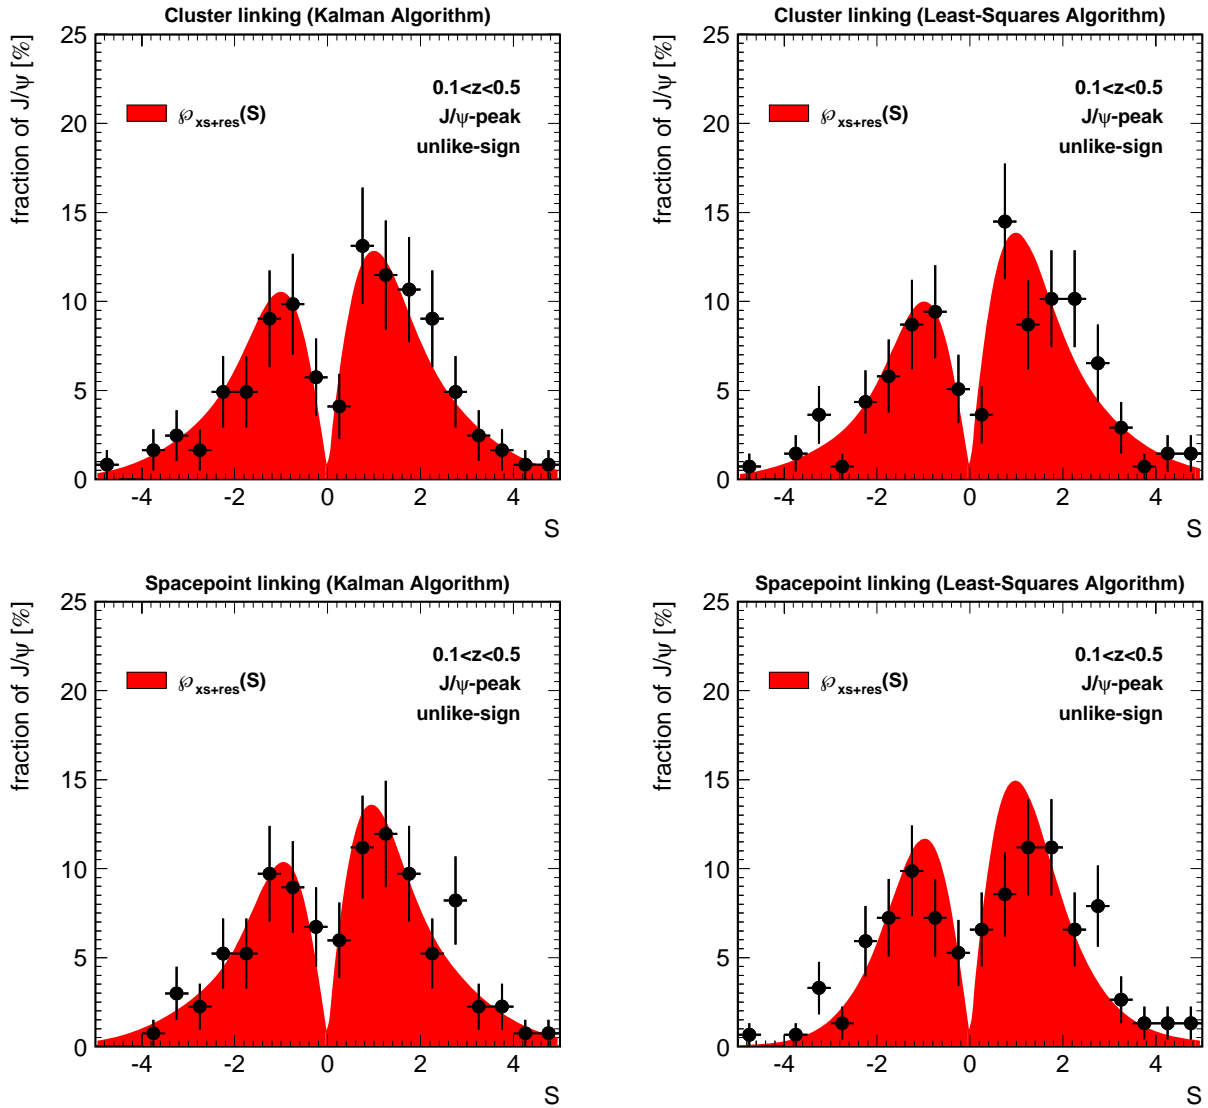 Cluster linking (Kalman Algorithm)
fraction of J/ψ [%]
25
20
15
10
5
0
℘xs+res(S)
0.1<z<0.5
J/ψ-peak
unlike-sign
-4 -2 0 2 4
S
Cluster linking (Least-Squares Algorithm)
fraction of J/ψ [%]
25
20
15
10
5
0
℘xs+res(S)
0.1<z<0.5
J/ψ-peak
unlike-sign
-4 -2 0 2 4
S
Spacepoint linking (Kalman Algorithm)
fraction of J/ψ [%]
25
20
15
10
5
0
℘xs+res(S)
0.1<z<0.5
J/ψ-peak
unlike-sign
-4 -2 0 2 4
S
Spacepoint linking (Least-Squares Algorithm)
fraction of J/ψ [%]
25
20
15
10
5
0
℘xs+res(S)
0.1<z<0.5
J/ψ-peak
unlike-sign
-4 -2 0 2 4
S